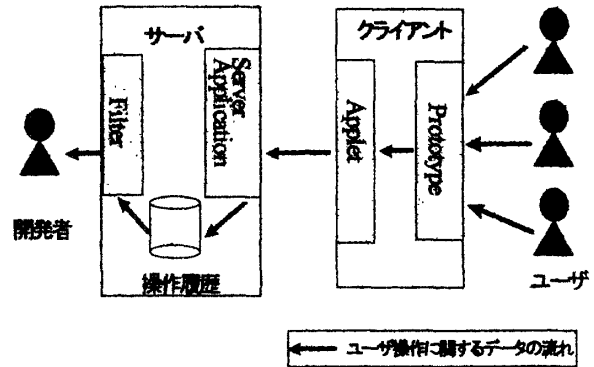 サーバ
クライアント
Server
Application
Filter
Applet
Prototype
開発者
操作履歴
ユーザ
ユーザ操作に関するデータの流れ